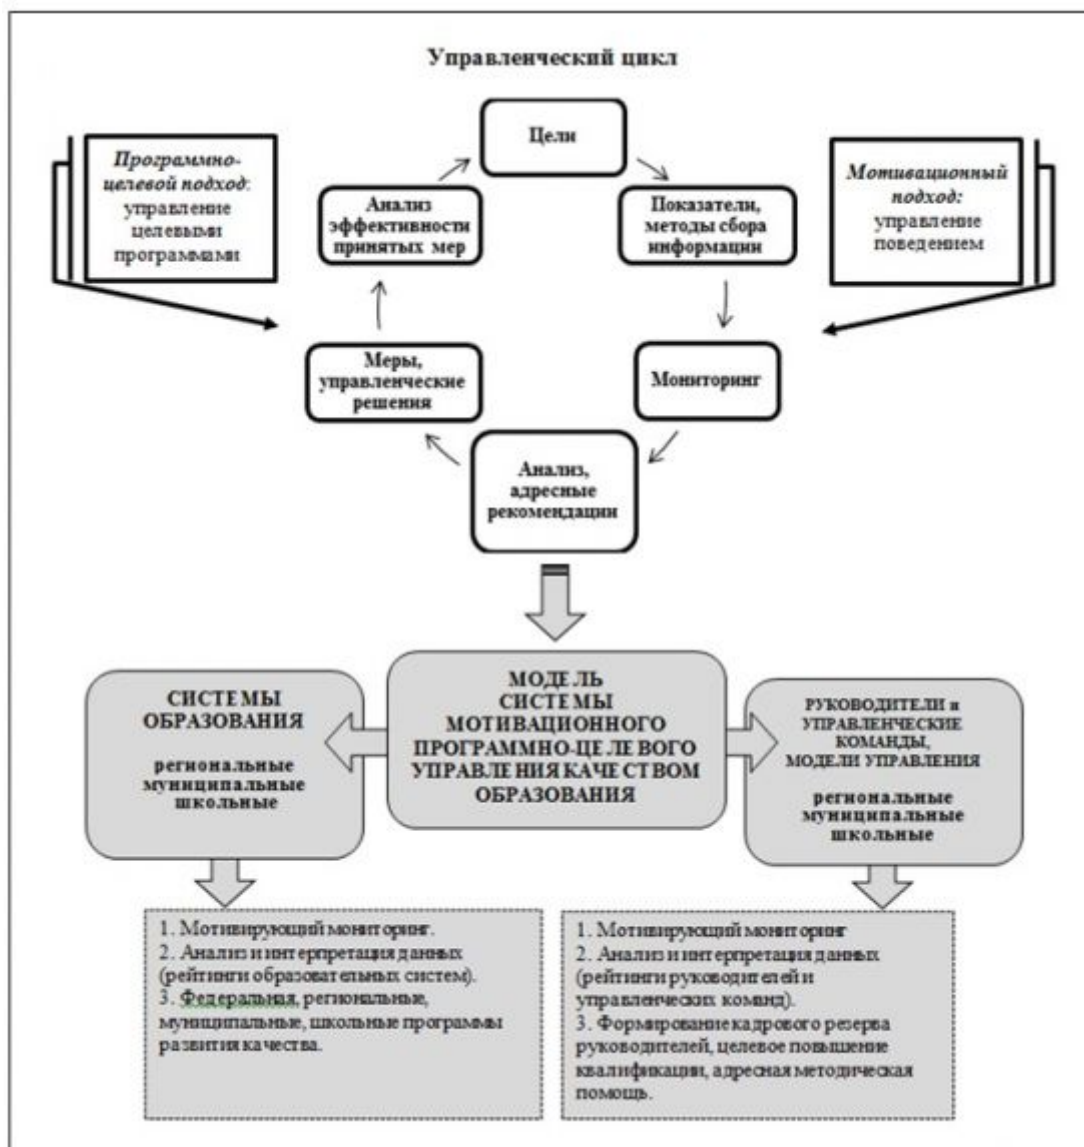 Управленческий цикл
Цели
Программно-
целевой подход:
управление
целевыми
программами
Анализ
эффективности
принятых мер
Показатели,
методы сбора
информации
Мотивационный
подход:
управление
поведением
Меры,
управленческие
решения
Мониторинг
Анализ,
адресные
рекомендации
СИСТЕМЫ
ОБРАЗОВАНИЯ
региональные
муниципальные
школьные
МОДЕЛЬ
СИСТЕМЫ
МОТИВАЦИОННОГО
ПРОГРАММНО-ЦЕЛЕВОГО
УПРАВЛЕНИЯ КАЧЕСТВОМ
ОБРАЗОВАНИЯ
РУКОВОДИТЕЛИ и
УПРАВЛЕНЧЕСКИЕ
КОМАНДЫ,
МОДЕЛИ УПРАВЛЕНИЯ
региональные
муниципальные
школьные
1. Мотивирующий мониторинг.
2. Анализ и интерпретация данных
(рейтинги образовательных систем).
3. Федеральная, региональные,
муниципальные, школьные программы
развития качества.
1. Мотивирующий мониторинг
2. Анализ и интерпретация данных
(рейтинги руководителей и
управленческих команд).
3. Формирование кадрового резерва
руководителей, целевое повышение
квалификации, адресная методическая
помощь.